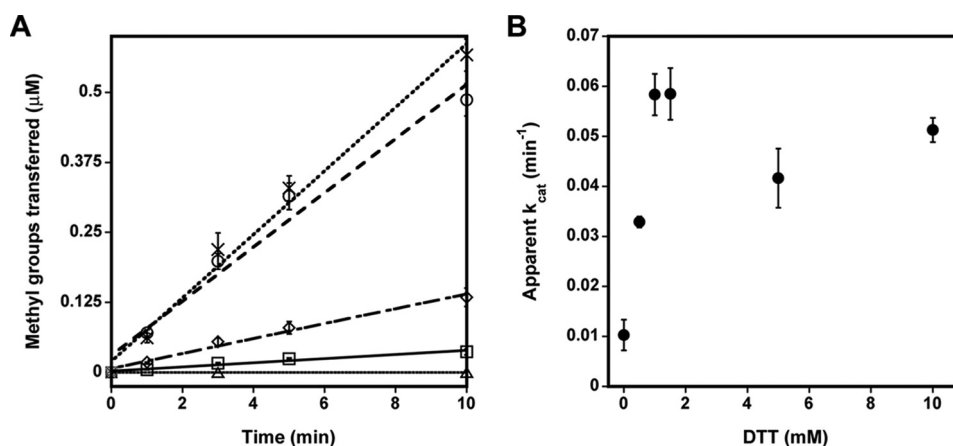 A
Methyl groups transferred (μM)
0.5
0.375
0.25
0.125
0
0 2 4 6 8 10
Time (min)
B
Apparent k_cat (min⁻¹)
0.07
0.06
0.05
0.04
0.03
0.02
0.01
0
0 2 4 6 8 10
DTT (mM)